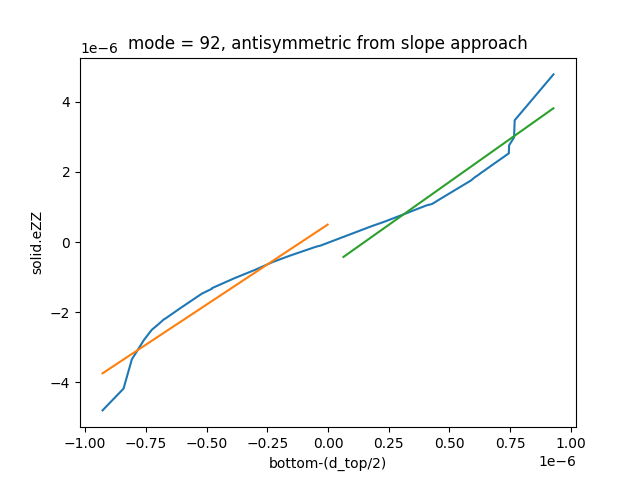 mode = 92, antisymmetric from slope approach
1e−6
4
2
0
−2
−4
solid.eZZ
−1.00 −0.75 −0.50 −0.25 0.00 0.25 0.50 0.75 1.00
bottom-(d_top/2)
1e−6